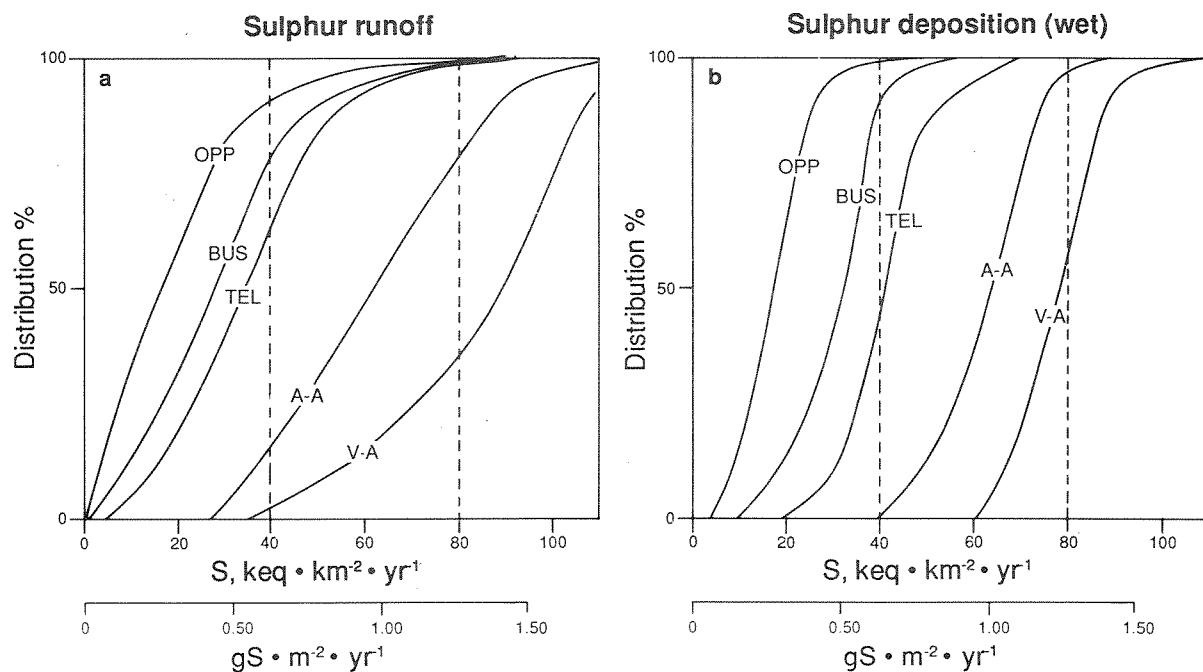 Sulphur runoff
Sulphur deposition (wet)
a
100
50
0
Distribution %
OPP
BUS
TEL
A-A
V-A
0 20 40 60 80 100
S, keq • km⁻² • yr⁻¹
0 0.50 1.00 1.50
gS • m⁻² • yr⁻¹
b
100
50
0
Distribution %
OPP
BUS
TEL
A-A
V-A
0 20 40 60 80 100
S, keq • km⁻² • yr⁻¹
0 0.50 1.00 1.50
gS • m⁻² • yr⁻¹